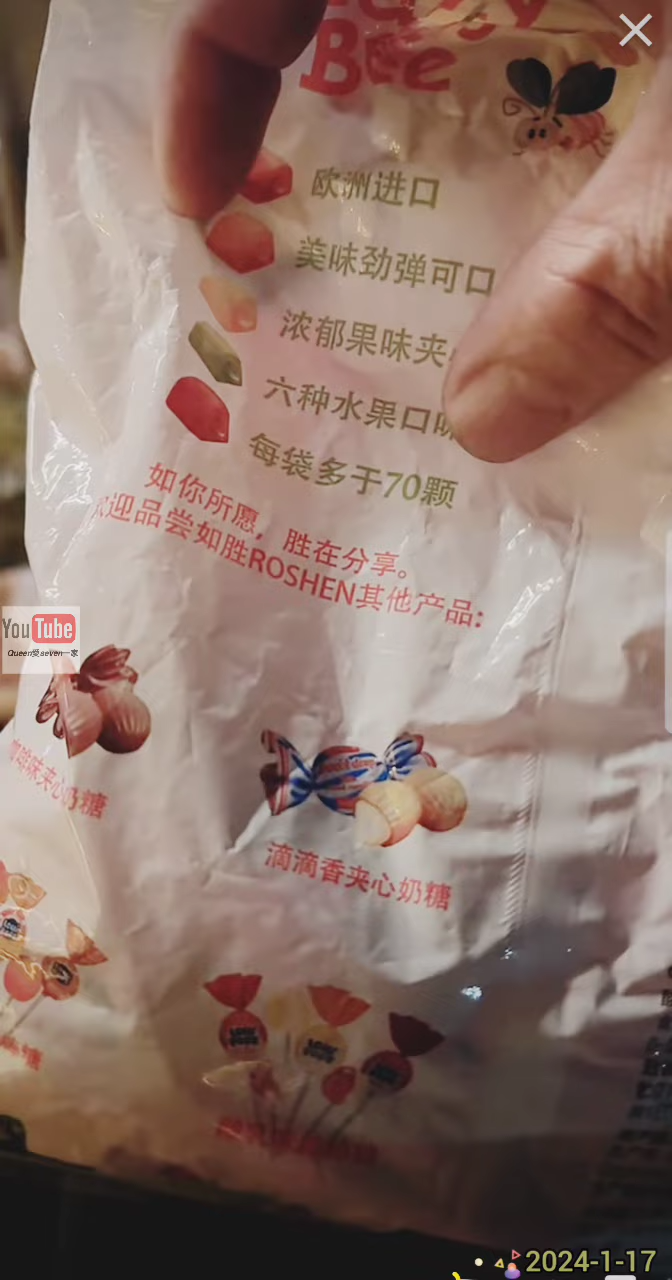 Bee
欧洲进口
美味劲弹可口
浓郁果味夹
六种水果口味
每袋多于70颗
如你所愿，胜在分享。
迎品尝如胜ROSHEN其他产品:
YouTube
Queen爱seven一家
味夹心奶糖
滴滴香夹心奶糖
糖
2024-1-17